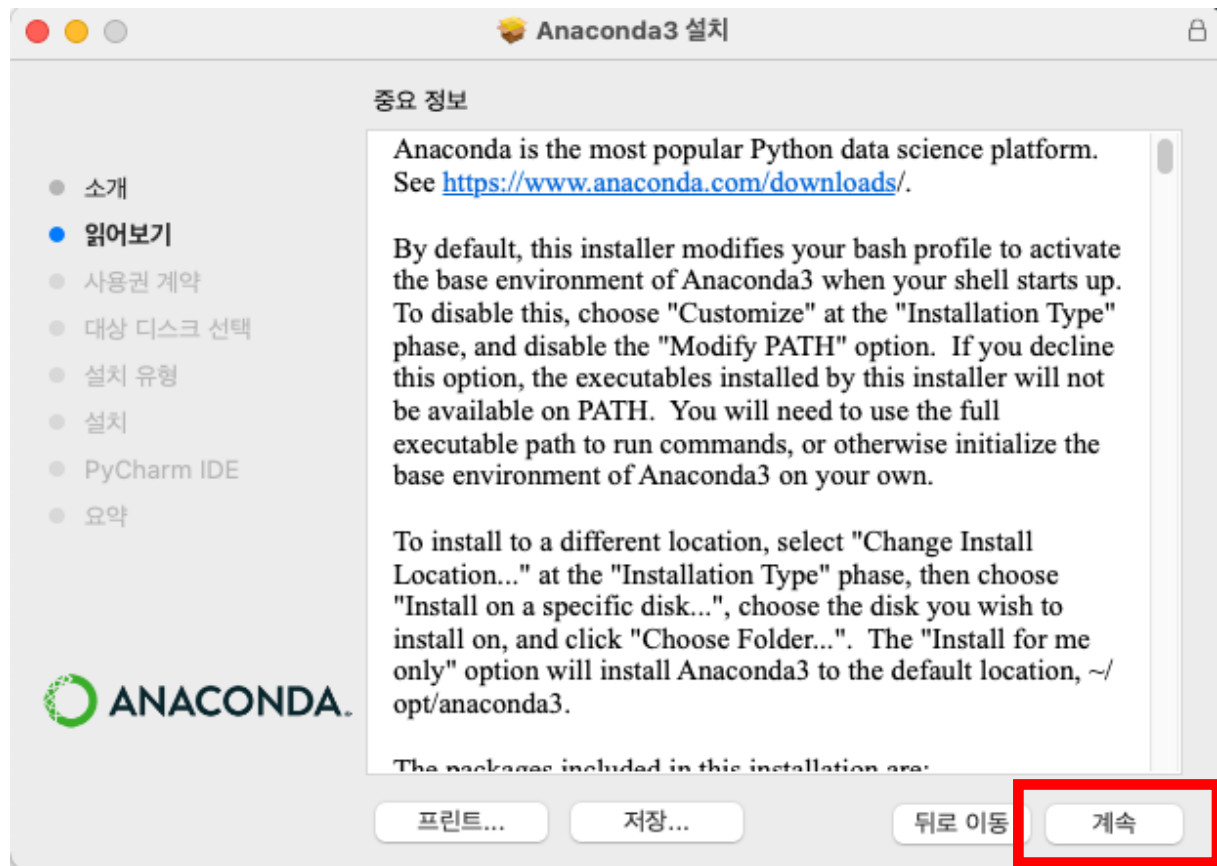 Anaconda3 설치
중요 정보
소개
읽어보기
사용권 계약
대상 디스크 선택
설치 유형
설치
PyCharm IDE
요약
ANACONDA.
Anaconda is the most popular Python data science platform.
See https://www.anaconda.com/downloads/.
By default, this installer modifies your bash profile to activate
the base environment of Anaconda3 when your shell starts up.
To disable this, choose "Customize" at the "Installation Type"
phase, and disable the "Modify PATH" option.  If you decline
this option, the executables installed by this installer will not
be available on PATH.  You will need to use the full
executable path to run commands, or otherwise initialize the
base environment of Anaconda3 on your own.
To install to a different location, select "Change Install
Location..." at the "Installation Type" phase, then choose
"Install on a specific disk...", choose the disk you wish to
install on, and click "Choose Folder...".  The "Install for me
only" option will install Anaconda3 to the default location, ~/
opt/anaconda3.
The packages included in this installation are:
프린트...
저장...
뒤로 이동
계속